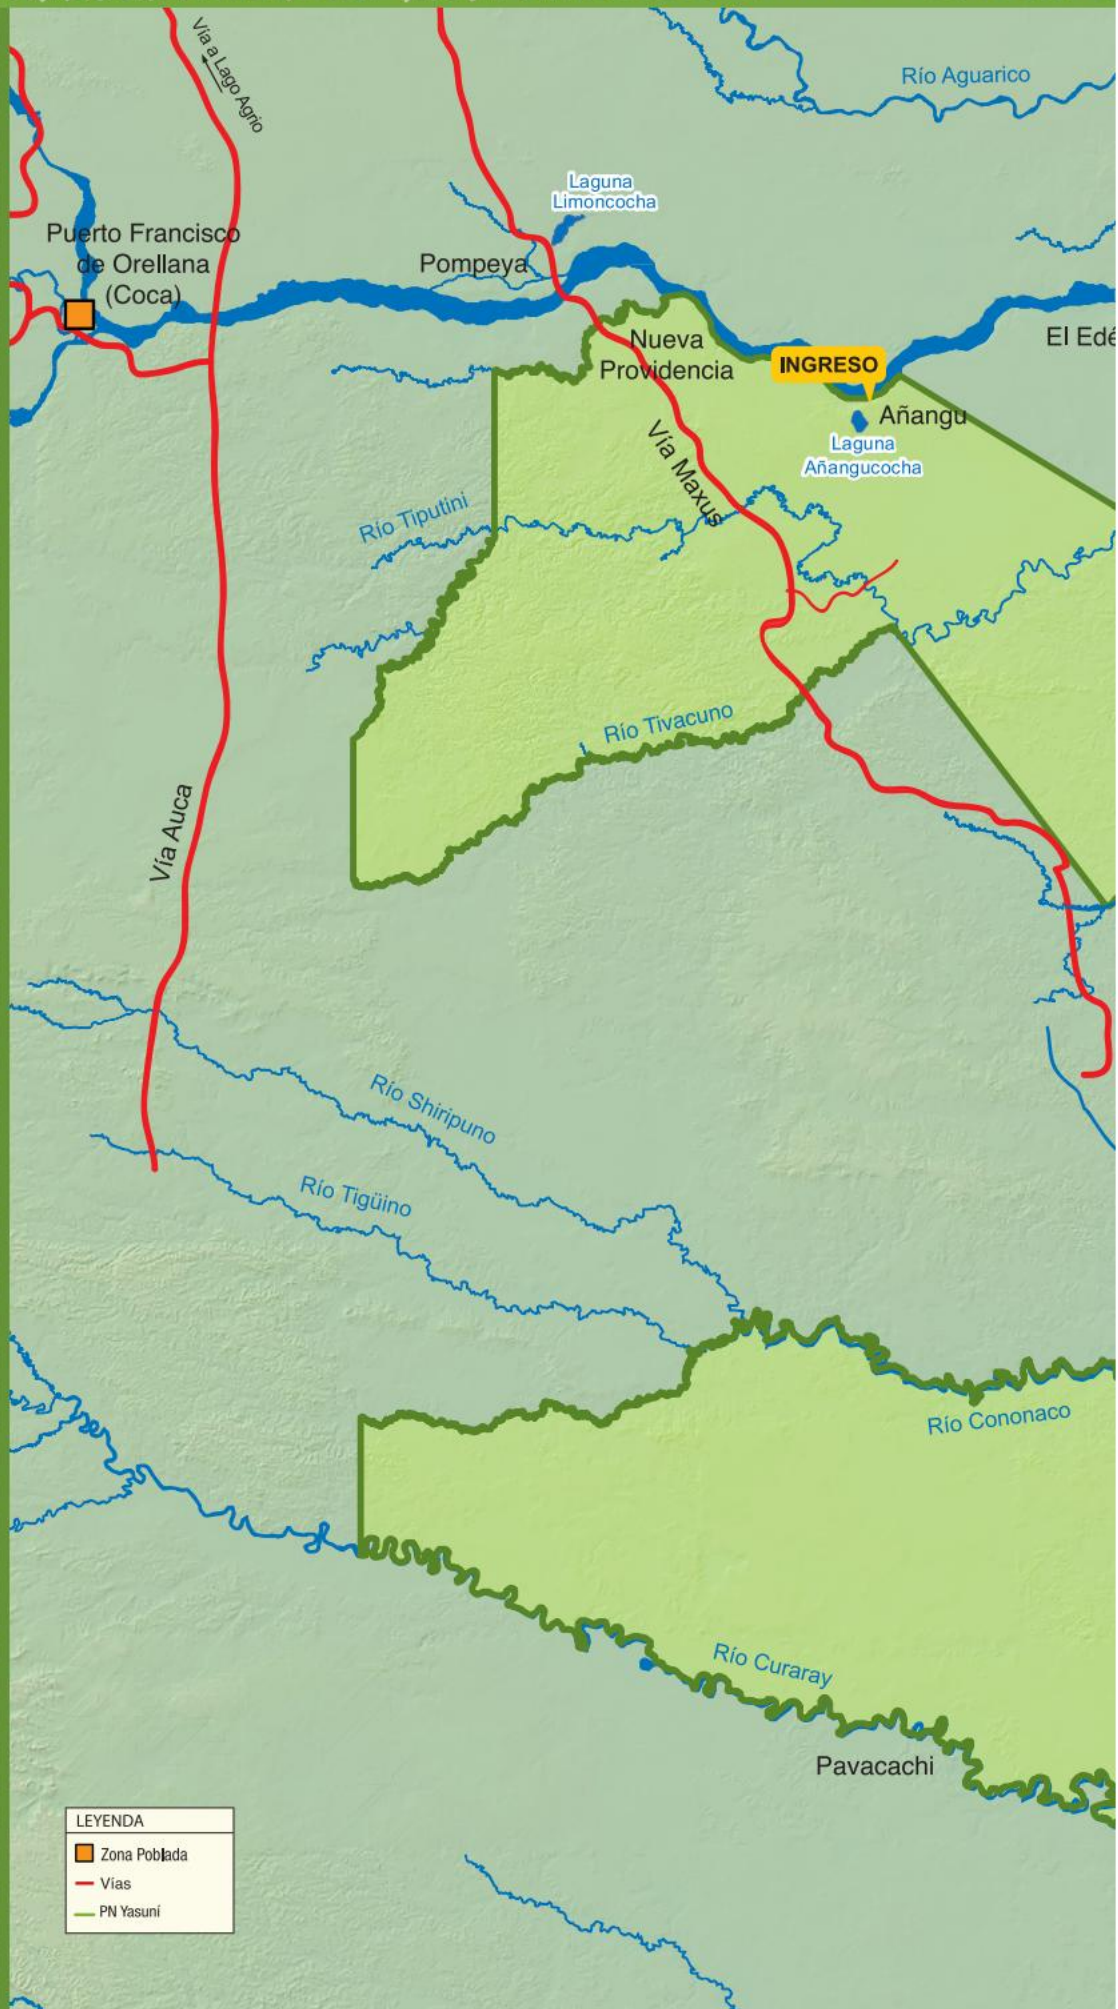 Vía a Lago Agrio
Río Aguarico
Laguna
Limoncocha
Puerto Francisco
de Orellana
(Coca)
Pompeya
Nueva
Providencia
INGRESO
El Edé
Añangu
Laguna
Añangucocha
Vía Maxus
Río Tiputini
Río Tivacuno
Vía Auca
Río Shiripuno
Río Tigüino
Río Cononaco
Río Curaray
Pavacachi
LEYENDA
Zona Poblada
Vías
PN Yasuní